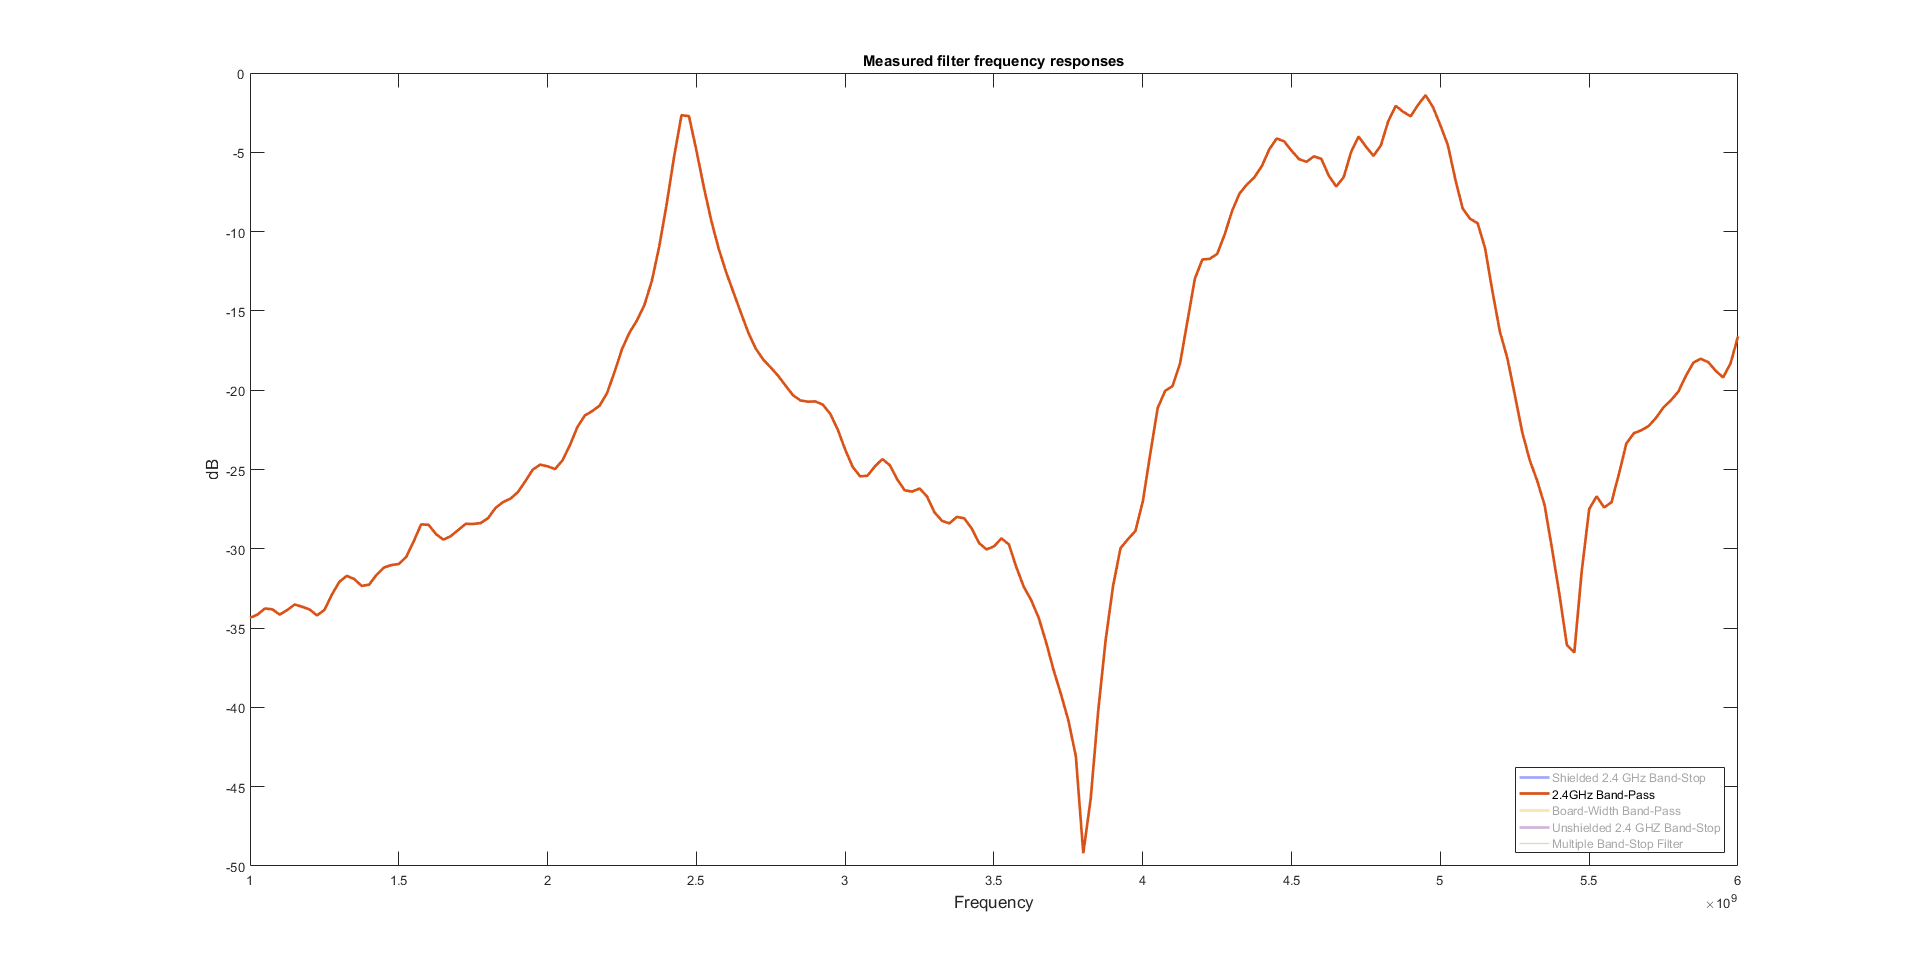 Measured filter frequency responses
0
-5
-10
-15
-20
-25
-30
-35
-40
-45
-50
dB
1 1.5 2 2.5 3 3.5 4 4.5 5 5.5 6
Frequency
×10⁹
Shielded 2.4 GHz Band-Stop
2.4GHz Band-Pass
Board-Width Band-Pass
Unshielded 2.4 GHZ Band-Stop
Multiple Band-Stop Filter